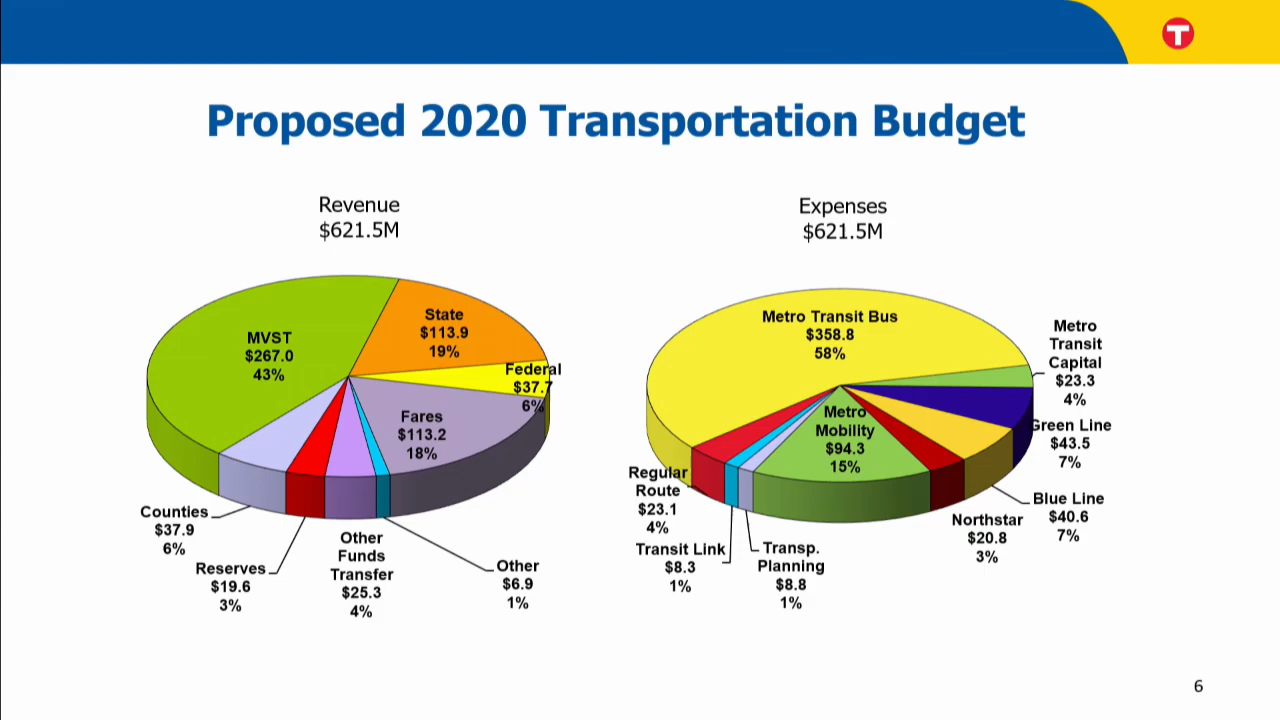 T
Proposed 2020 Transportation Budget
Revenue
$621.5M
MVST
$267.0
43%
State
$113.9
19%
Federal
$37.7
6%
Fares
$113.2
18%
Counties
$37.9
6%
Reserves
$19.6
3%
Other
Funds
Transfer
$25.3
4%
Other
$6.9
1%
Expenses
$621.5M
Metro Transit Bus
$358.8
58%
Metro
Transit
Capital
$23.3
4%
Green Line
$43.5
7%
Metro
Mobility
$94.3
15%
Blue Line
$40.6
7%
Northstar
$20.8
3%
Regular
Route
$23.1
4%
Transit Link
$8.3
1%
Transp.
Planning
$8.8
1%
6